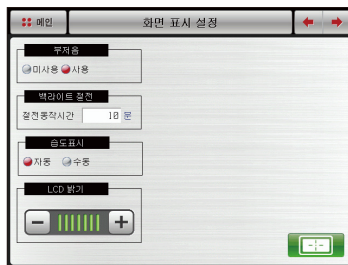 메인
화면 표시 설정
부저음
미사용 사용
백라이트 절전
절전동작시간 10 분
습도표시
자동 수동
LCD 밝기